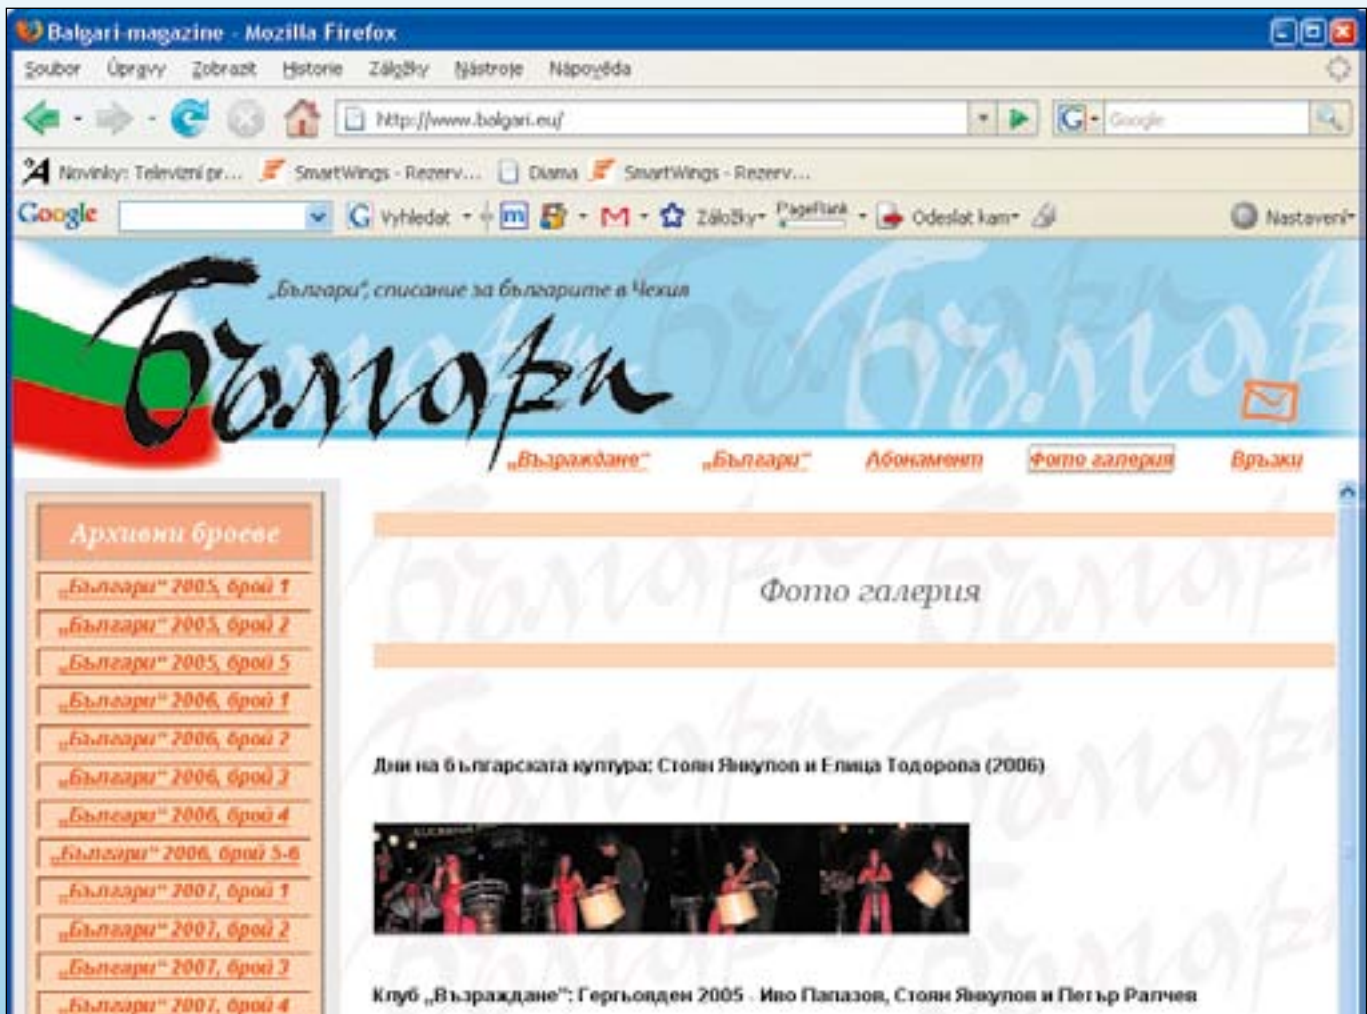 Balgari-magazine - Mozilla Firefox
Soubor Úpravy Zobrazit Historie Záložky Nástroje Nápověda
http://www.balgari.eu/ Google
Novinky: Televizní pr... SmartWings - Rezerv... Diama SmartWings - Rezerv...
Google Vyhledat Záložky PageRank Odeslat kam Nastavení
„Българи“, списание за българите в Чехия
Българи
„Възраждане“ „Българи“ Абонамент Фото галерия Връзки
Архивни броеве
„Българи“ 2005, брой 1
„Българи“ 2005, брой 2
„Българи“ 2005, брой 5
„Българи“ 2006, брой 1
„Българи“ 2006, брой 2
„Българи“ 2006, брой 3
„Българи“ 2006, брой 4
„Българи“ 2006, брой 5-6
„Българи“ 2007, брой 1
„Българи“ 2007, брой 2
„Българи“ 2007, брой 3
„Българи“ 2007, брой 4
Фото галерия
Дни на българската култура: Стоян Янкулов и Елица Тодорова (2006)
Клуб „Възраждане”: Гергьовден 2005 - Иво Папазов, Стоян Янкулов и Петър Ралчев